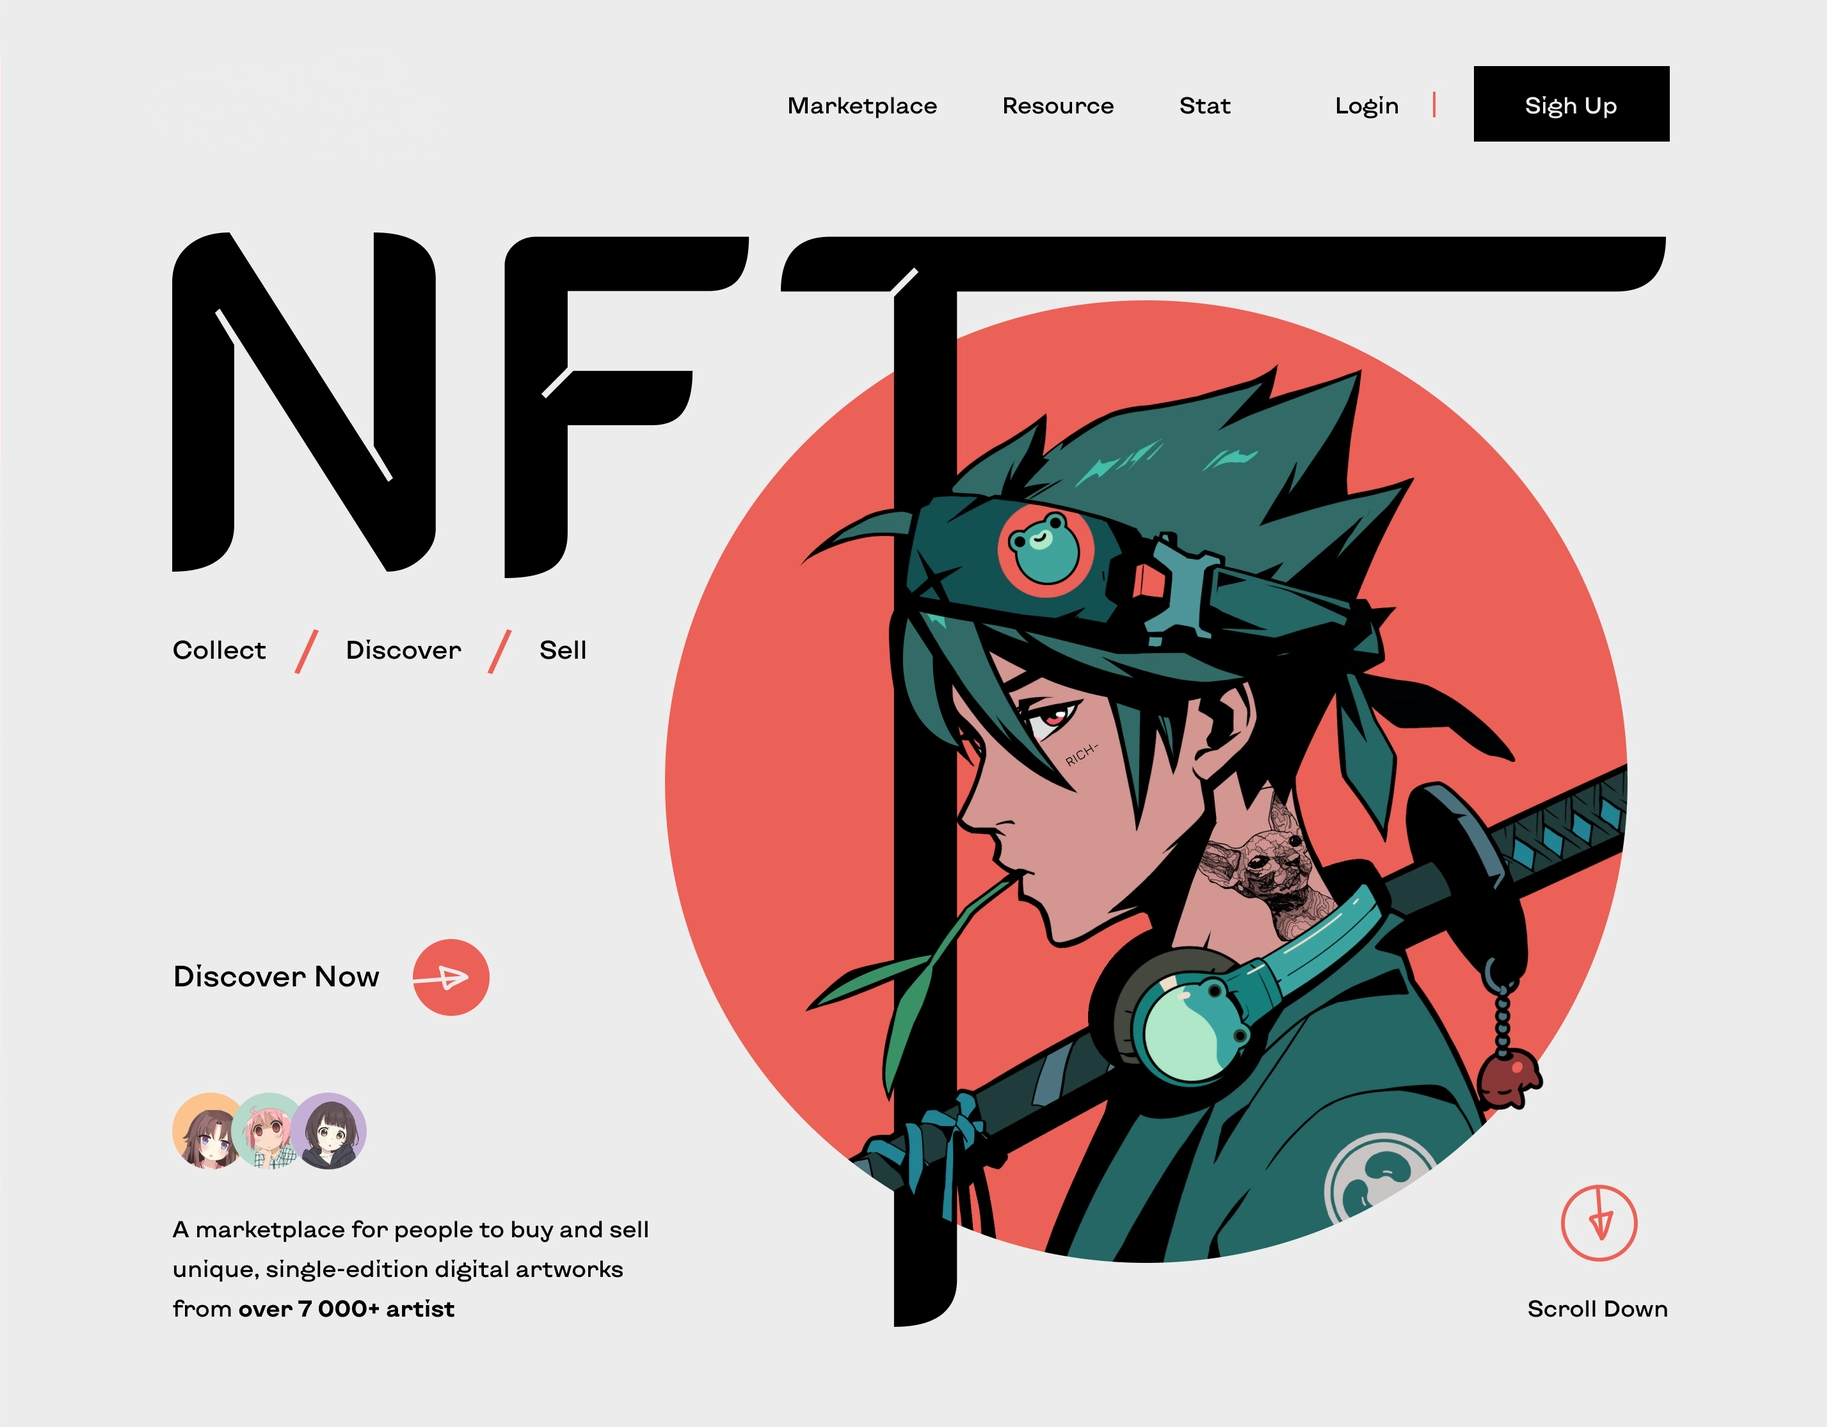 Marketplace Resource Stat Login | Sigh Up
NFT
Collect / Discover / Sell
RICH-
Discover Now
A marketplace for people to buy and sell
unique, single-edition digital artworks
from over 7 000+ artist
Scroll Down